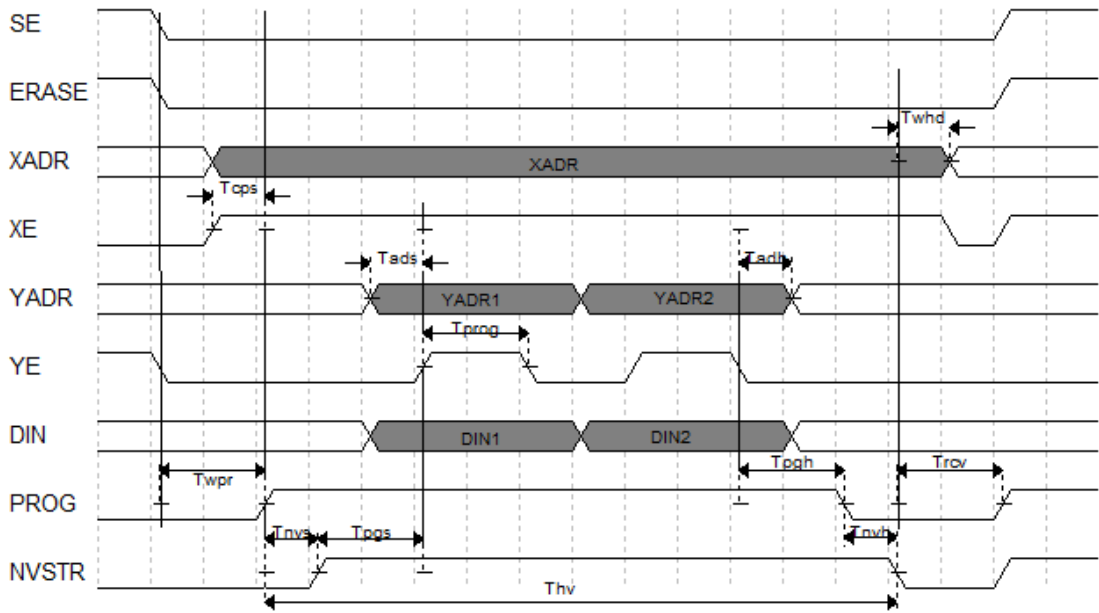 SE
ERASE
Twhd
XADR
XADR
Tcps
XE
Tads
Tadh
YADR
YADR1
YADR2
Tprog
YE
DIN
DIN1
DIN2
Twpr
Tpgh
Trcv
PROG
Tnvs
Tpgs
Tnvh
NVSTR
Thv